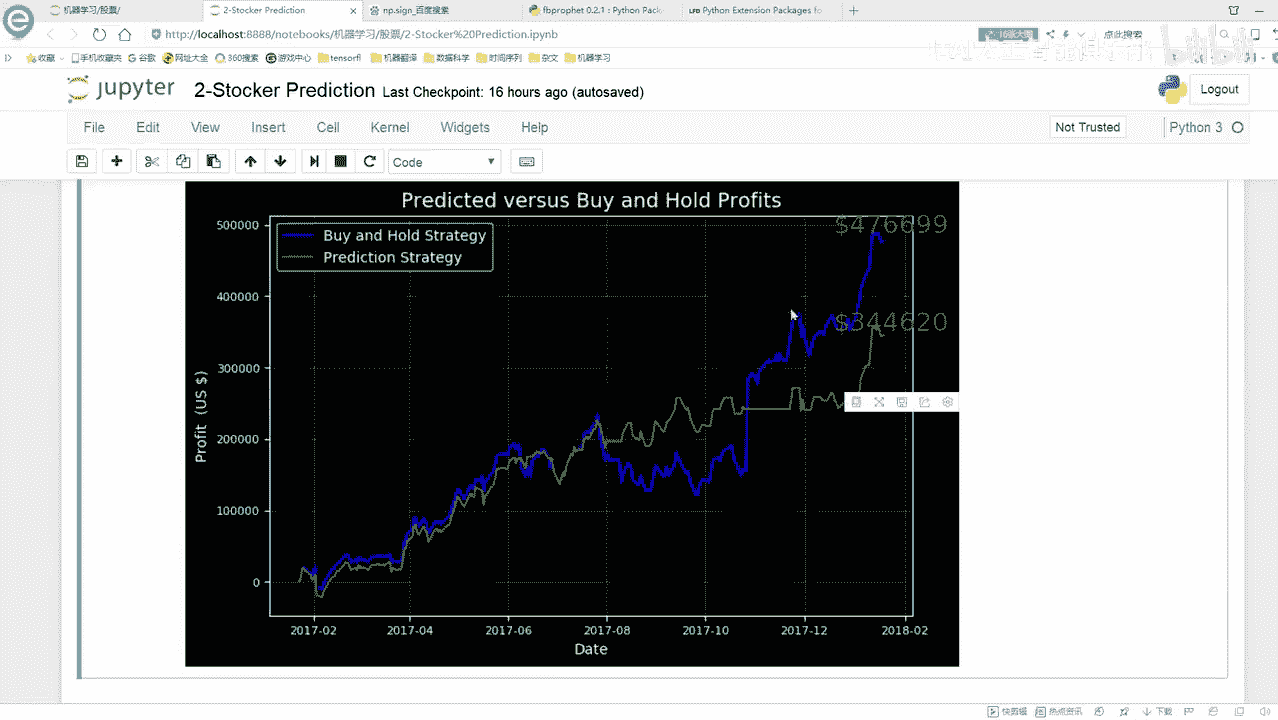 机器学习/股票/
2-Stocker Prediction
np.sign_百度搜索
fbprophet 0.2.1 : Python Pack
Python Extension Packages fo
http://localhost:8888/notebooks/机器学习/股票/2-Stocker%20Prediction.ipynb
16张大图
点此搜索
收藏
手机收藏夹
谷歌
网址大全
360搜索
游戏中心
tensorfl
机器翻译
数据科学
时间序列
杂文
机器学习
jupyter
2-Stocker Prediction
Last Checkpoint: 16 hours ago (autosaved)
Logout
File
Edit
View
Insert
Cell
Kernel
Widgets
Help
Not Trusted
Python 3
Code
Predicted versus Buy and Hold Profits
Buy and Hold Strategy
Prediction Strategy
$476699
$344620
500000
400000
300000
200000
100000
0
Profit (US $)
2017-02
2017-04
2017-06
2017-08
2017-10
2017-12
2018-02
Date
快剪辑
热点资讯
下载